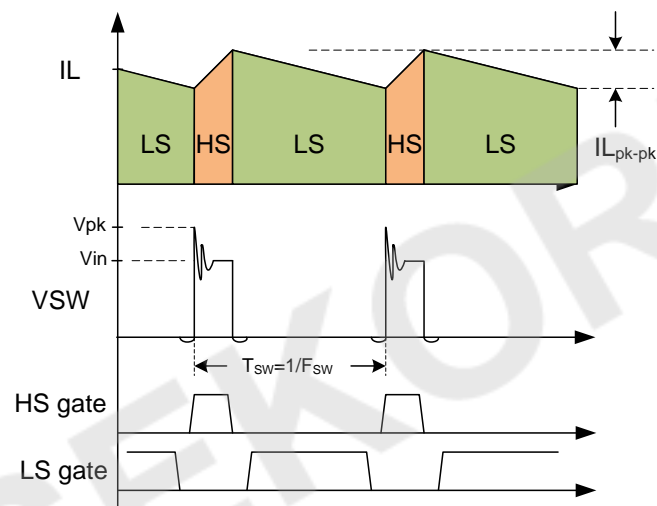 IL
LS
HS
LS
HS
LS
ILpk-pk
Vpk
Vin
VSW
TSW=1/FSW
HS gate
LS gate